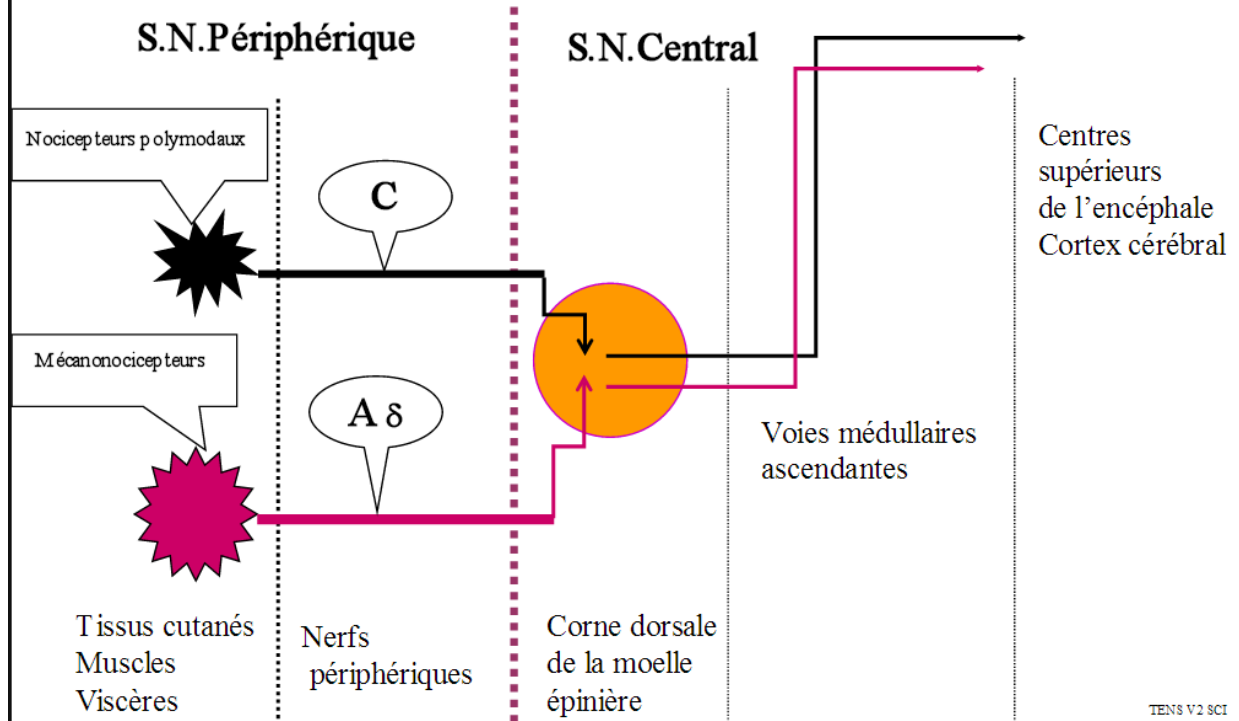 S.N.Périphérique
S.N.Central
Nocicepteurs polymodaux
C
Centres
supérieurs
de l'encéphale
Cortex cérébral
Mécanonocicepteurs
A δ
Voies médullaires
ascendantes
Tissus cutanés
Muscles
Viscères
Nerfs
périphériques
Corne dorsale
de la moelle
épinière
TENS V2 SCI